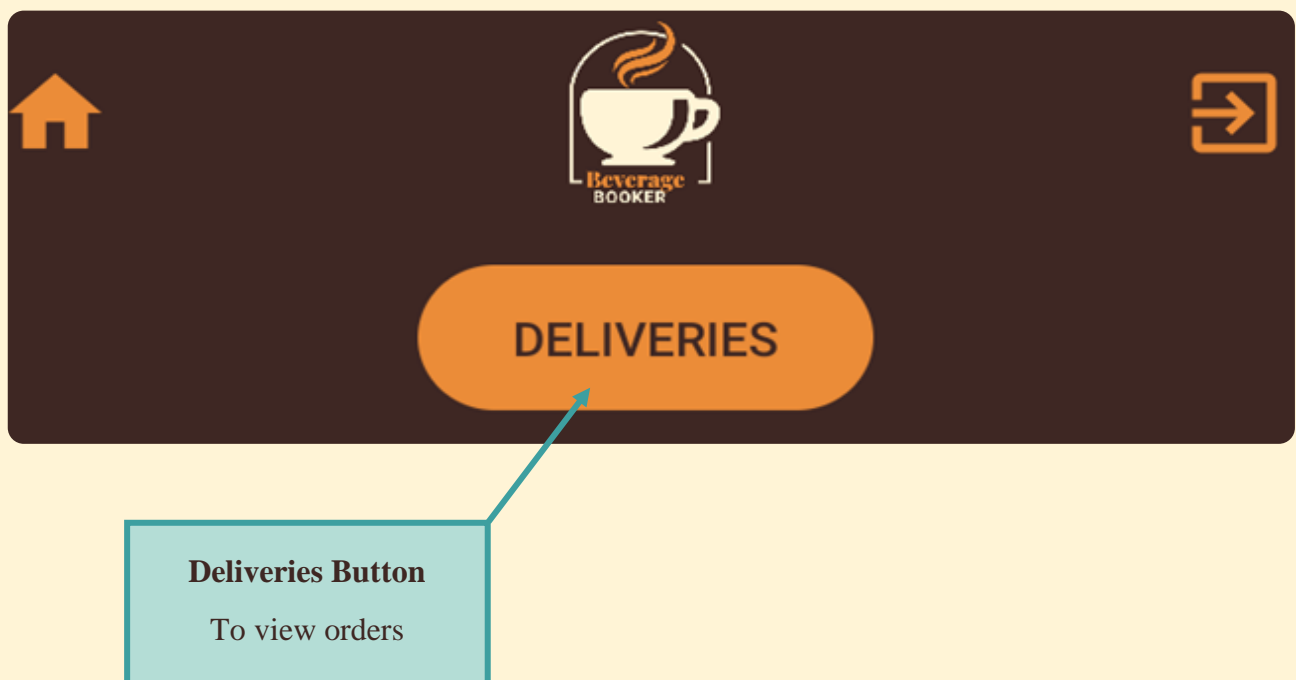 Beverage
BOOKER
DELIVERIES
Deliveries Button
To view orders